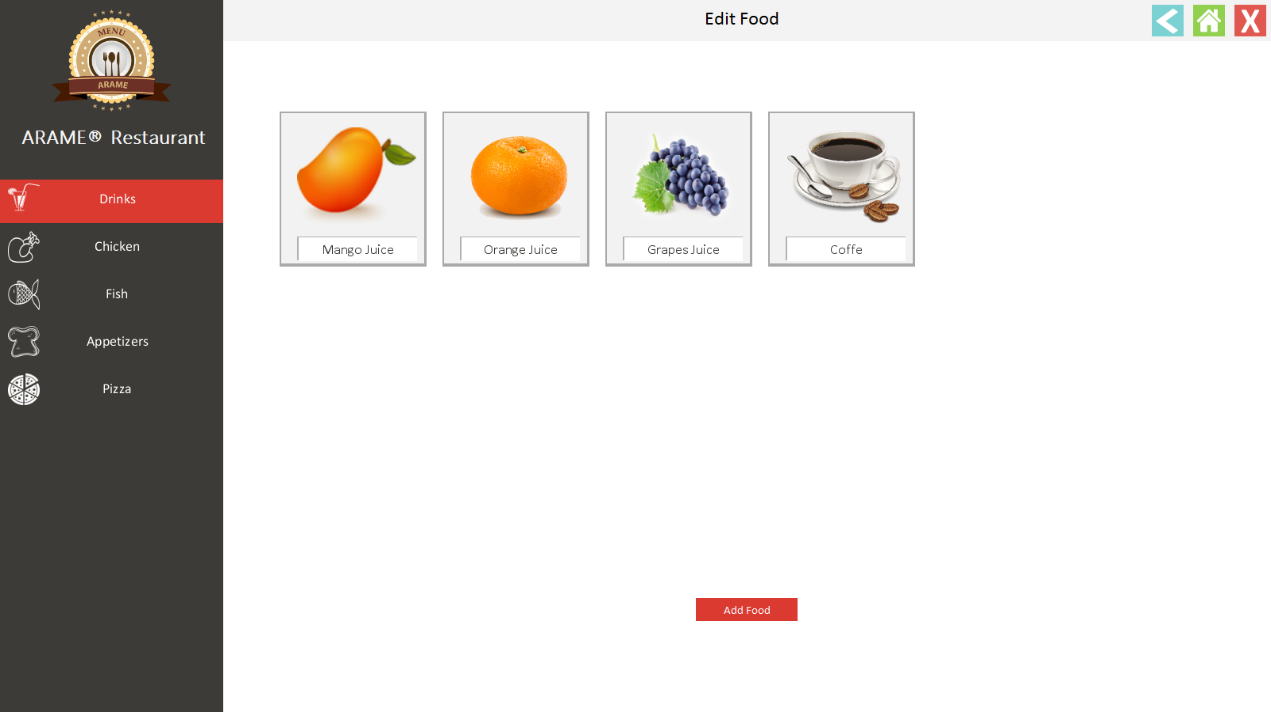 Edit Food
X
MENU
ARAME
ARAME® Restaurant
Drinks
Chicken
Fish
Appetizers
Pizza
Mango Juice
Orange Juice
Grapes Juice
Coffe
Add Food